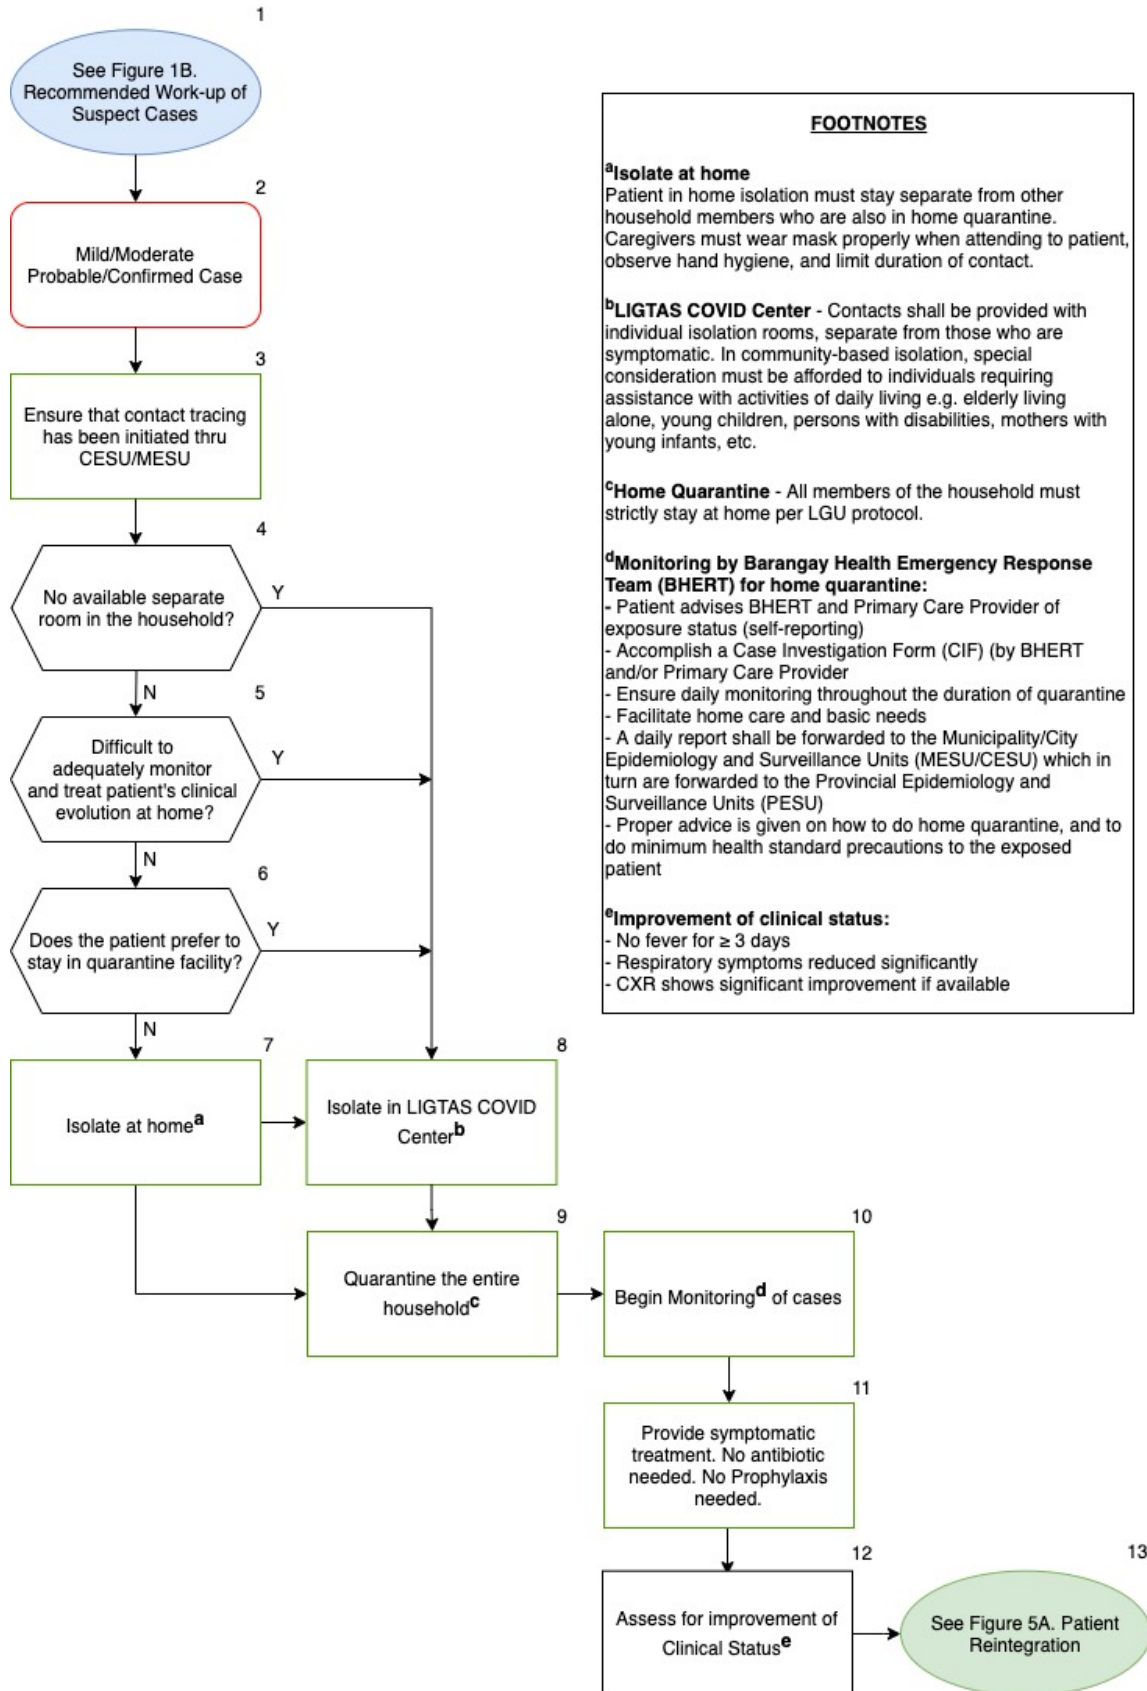 1
See Figure 1B.
Recommended Work-up of
Suspect Cases
2
Mild/Moderate
Probable/Confirmed Case
3
Ensure that contact tracing
has been initiated thru
CESU/MESU
4
No available separate
room in the household?
Y
N
5
Difficult to
adequately monitor
and treat patient's clinical
evolution at home?
Y
N
6
Does the patient prefer to
stay in quarantine facility?
Y
N
7
Isolate at homea
8
Isolate in LIGTAS COVID
Centerb
9
Quarantine the entire
householdc
10
Begin Monitoringd of cases
11
Provide symptomatic
treatment. No antibiotic
needed. No Prophylaxis
needed.
12
Assess for improvement of
Clinical Statuse
13
See Figure 5A. Patient
Reintegration
FOOTNOTES
aIsolate at home
Patient in home isolation must stay separate from other
household members who are also in home quarantine.
Caregivers must wear mask properly when attending to patient,
observe hand hygiene, and limit duration of contact.
bLIGTAS COVID Center - Contacts shall be provided with
individual isolation rooms, separate from those who are
symptomatic. In community-based isolation, special
consideration must be afforded to individuals requiring
assistance with activities of daily living e.g. elderly living
alone, young children, persons with disabilities, mothers with
young infants, etc.
cHome Quarantine - All members of the household must
strictly stay at home per LGU protocol.
dMonitoring by Barangay Health Emergency Response
Team (BHERT) for home quarantine:
- Patient advises BHERT and Primary Care Provider of
exposure status (self-reporting)
- Accomplish a Case Investigation Form (CIF) (by BHERT
and/or Primary Care Provider
- Ensure daily monitoring throughout the duration of quarantine
- Facilitate home care and basic needs
- A daily report shall be forwarded to the Municipality/City
Epidemiology and Surveillance Units (MESU/CESU) which in
turn are forwarded to the Provincial Epidemiology and
Surveillance Units (PESU)
- Proper advice is given on how to do home quarantine, and to
do minimum health standard precautions to the exposed
patient
eImprovement of clinical status:
- No fever for ≥ 3 days
- Respiratory symptoms reduced significantly
- CXR shows significant improvement if available